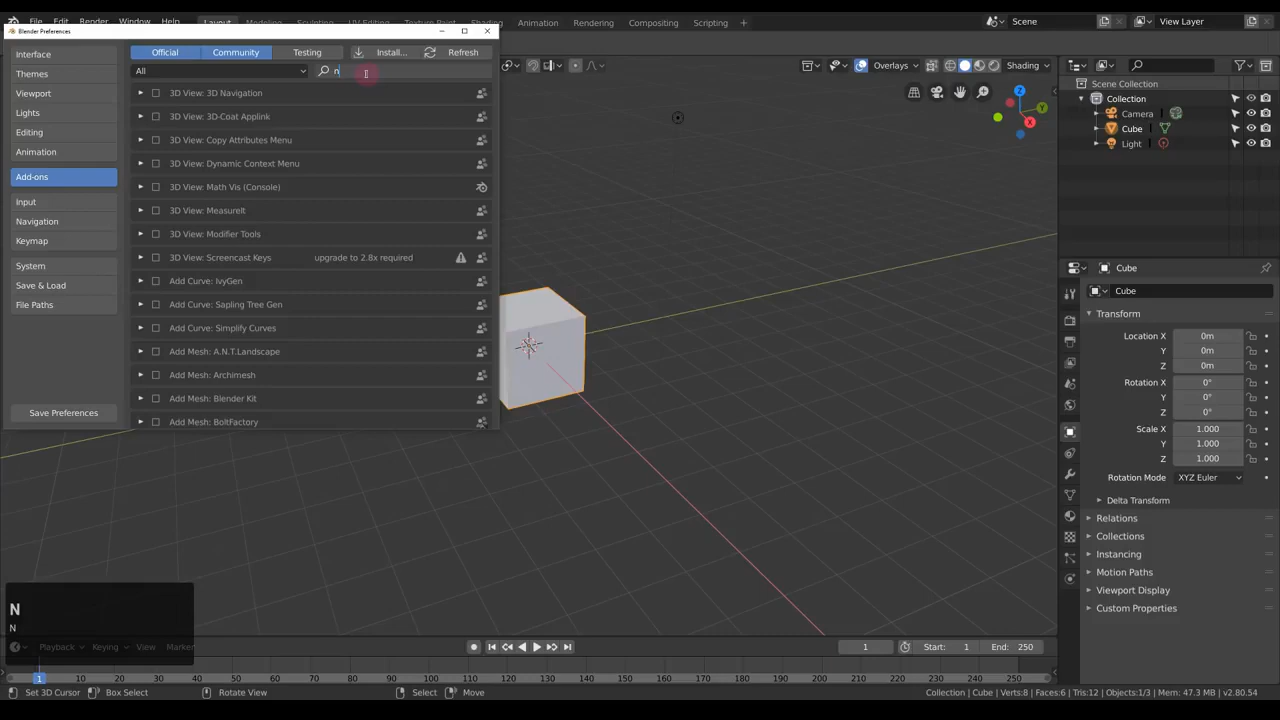 File Edit Render Window Help Layout Modeling Sculpting UV Editing Texture Paint Shading Animation Rendering Compositing Scripting Scene View Layer
Blender Preferences
Interface
Themes
Viewport
Lights
Editing
Animation
Add-ons
Input
Navigation
Keymap
System
Save & Load
File Paths
Save Preferences
Official Community Testing Install... Refresh
All n
3D View: 3D Navigation
3D View: 3D-Coat Applink
3D View: Copy Attributes Menu
3D View: Dynamic Context Menu
3D View: Math Vis (Console)
3D View: MeasureIt
3D View: Modifier Tools
3D View: Screencast Keys upgrade to 2.8x required
Add Curve: IvyGen
Add Curve: Sapling Tree Gen
Add Curve: Simplify Curves
Add Mesh: A.N.T.Landscape
Add Mesh: Archimesh
Add Mesh: Blender Kit
Add Mesh: BoltFactory
Overlays Shading
Z
Y
X
Scene Collection
Collection
Camera
Cube
Light
Cube
Cube
Transform
Location X 0m
Y 0m
Z 0m
Rotation X 0°
Y 0°
Z 0°
Scale X 1.000
Y 1.000
Z 1.000
Rotation Mode XYZ Euler
Delta Transform
Relations
Collections
Instancing
Motion Paths
Viewport Display
Custom Properties
N
N
Playback Keying View Marker 1 Start: 1 End: 250
1 10 20 30 40 50 60 70 80 90 100 110 120 130 140 150 160 170 180 190 200 210 220 230 240 250
Set 3D Cursor Box Select Rotate View Select Move Collection | Cube | Verts:8 | Faces:6 | Tris:12 | Objects:1/3 | Mem: 47.3 MB | v2.80.54